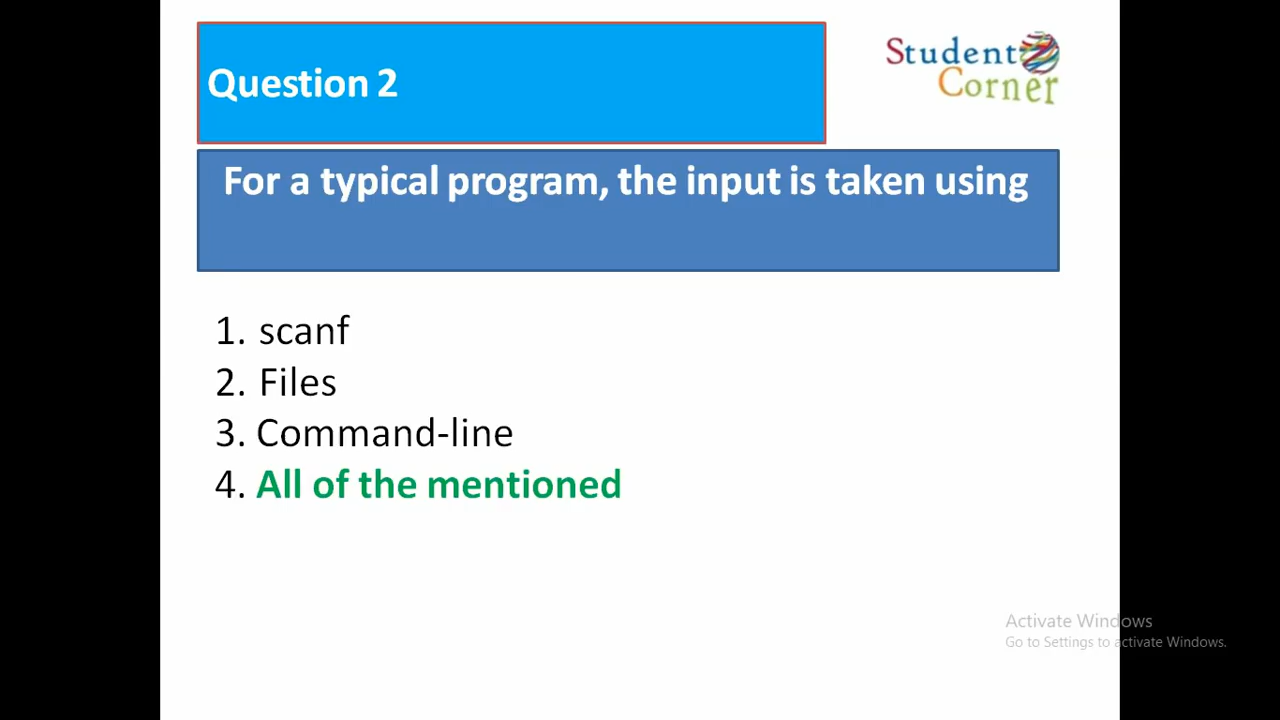 Question 2
Student
Corner
For a typical program, the input is taken using
1. scanf
2. Files
3. Command-line
4. All of the mentioned
Activate Windows
Go to Settings to activate Windows.